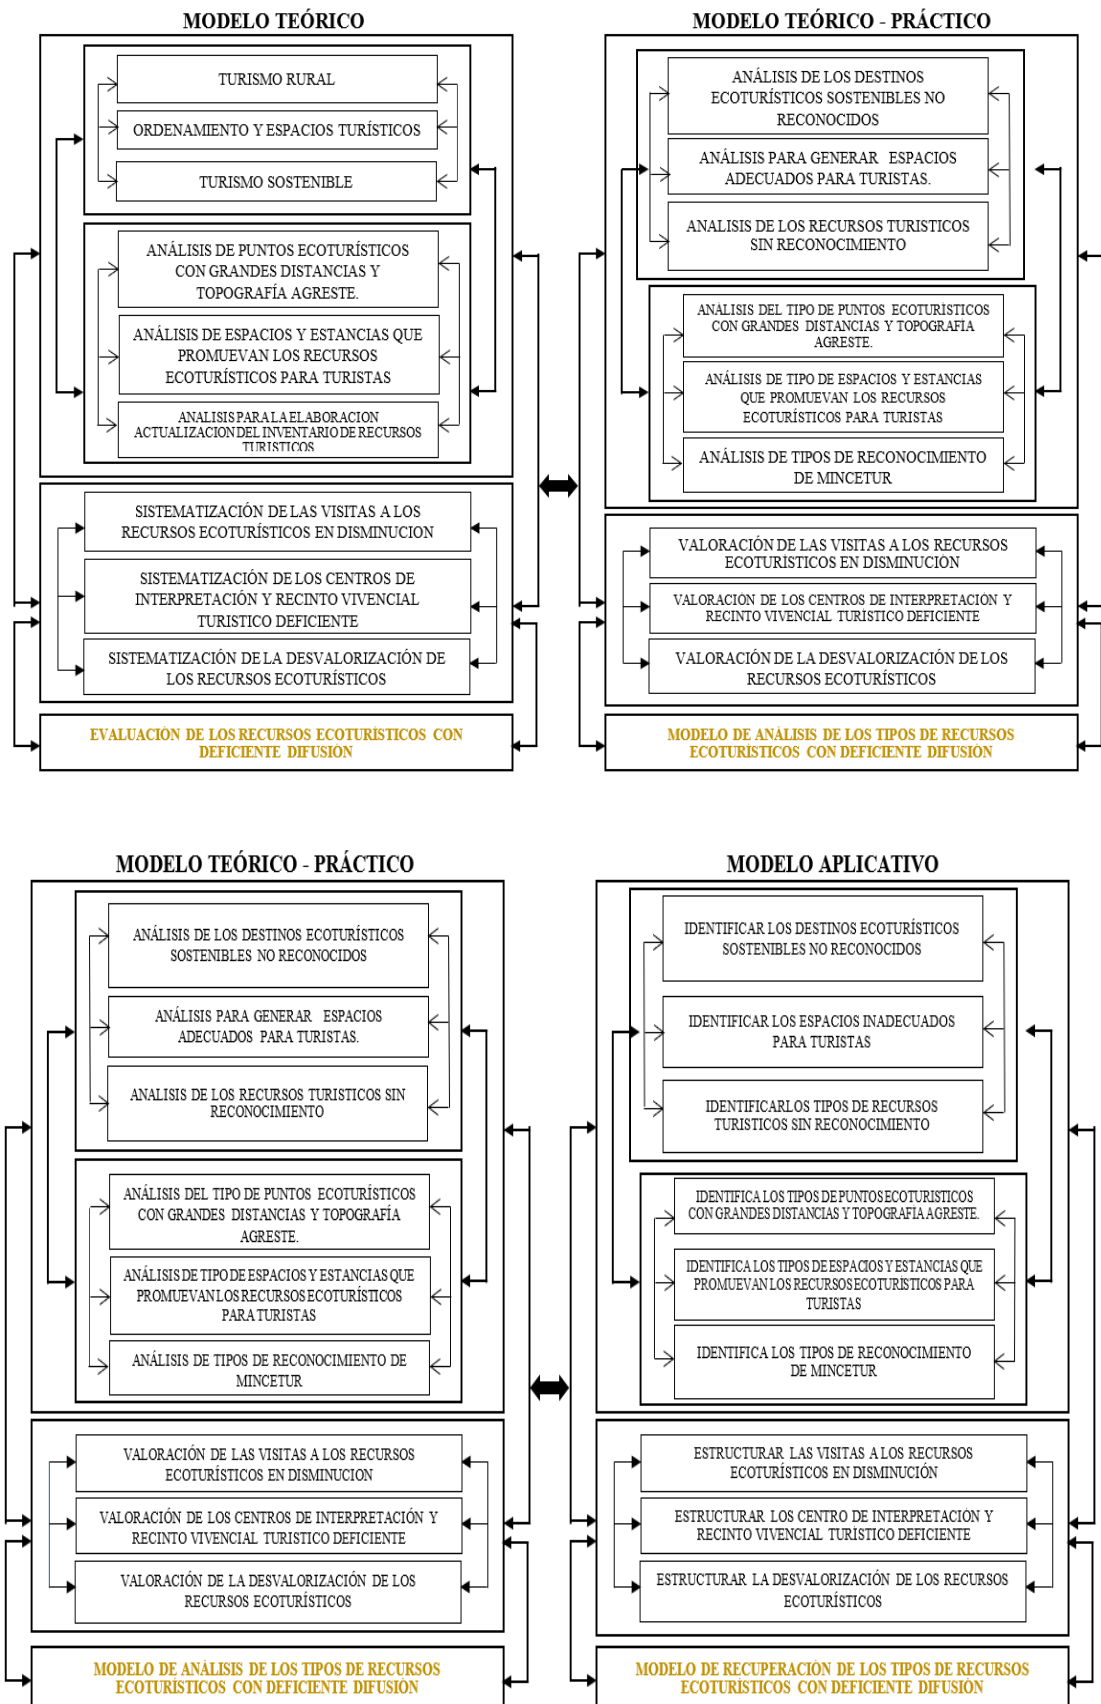 MODELO TEÓRICO
TURISMO RURAL
ORDENAMIENTO Y ESPACIOS TURÍSTICOS
TURISMO SOSTENIBLE
ANÁLISIS DE PUNTOS ECOTURÍSTICOS
CON GRANDES DISTANCIAS Y
TOPOGRAFÍA AGRESTE.
ANÁLISIS DE ESPACIOS Y ESTANCIAS QUE
PROMUEVAN LOS RECURSOS
ECOTURÍSTICOS PARA TURISTAS
ANALISIS PARA LA ELABORACION
ACTUALIZACION DEL INVENTARIO DE RECURSOS
TURISTICOS
SISTEMATIZACIÓN DE LAS VISITAS A LOS
RECURSOS ECOTURÍSTICOS EN DISMINUCION
SISTEMATIZACIÓN DE LOS CENTROS DE
INTERPRETACIÓN Y RECINTO VIVENCIAL
TURISTICO DEFICIENTE
SISTEMATIZACIÓN DE LA DESVALORIZACIÓN DE
LOS RECURSOS ECOTURÍSTICOS
EVALUACIÓN DE LOS RECURSOS ECOTURÍSTICOS CON
DEFICIENTE DIFUSIÓN
MODELO TEÓRICO - PRÁCTICO
ANÁLISIS DE LOS DESTINOS
ECOTURÍSTICOS SOSTENIBLES NO
RECONOCIDOS
ANÁLISIS PARA GENERAR ESPACIOS
ADECUADOS PARA TURISTAS.
ANALISIS DE LOS RECURSOS TURISTICOS
SIN RECONOCIMIENTO
ANÁLISIS DEL TIPO DE PUNTOS ECOTURÍSTICOS
CON GRANDES DISTANCIAS Y TOPOGRAFÍA
AGRESTE.
ANÁLISIS DE TIPO DE ESPACIOS Y ESTANCIAS
QUE PROMUEVAN LOS RECURSOS
ECOTURÍSTICOS PARA TURISTAS
ANÁLISIS DE TIPOS DE RECONOCIMIENTO
DE MINCETUR
VALORACIÓN DE LAS VISITAS A LOS RECURSOS
ECOTURÍSTICOS EN DISMINUCIÓN
VALORACIÓN DE LOS CENTROS DE INTERPRETACIÓN Y
RECINTO VIVENCIAL TURÍSTICO DEFICIENTE
VALORACIÓN DE LA DESVALORIZACIÓN DE LOS
RECURSOS ECOTURÍSTICOS
MODELO DE ANÁLISIS DE LOS TIPOS DE RECURSOS
ECOTURÍSTICOS CON DEFICIENTE DIFUSIÓN
MODELO TEÓRICO - PRÁCTICO
ANÁLISIS DE LOS DESTINOS ECOTURÍSTICOS
SOSTENIBLES NO RECONOCIDOS
ANÁLISIS PARA GENERAR ESPACIOS
ADECUADOS PARA TURISTAS.
ANALISIS DE LOS RECURSOS TURISTICOS SIN
RECONOCIMIENTO
ANÁLISIS DEL TIPO DE PUNTOS ECOTURÍSTICOS
CON GRANDES DISTANCIAS Y TOPOGRAFÍA
AGRESTE.
ANÁLISIS DE TIPO DE ESPACIOS Y ESTANCIAS QUE
PROMUEVAN LOS RECURSOS ECOTURÍSTICOS
PARA TURISTAS
ANÁLISIS DE TIPOS DE RECONOCIMIENTO DE
MINCETUR
VALORACIÓN DE LAS VISITAS A LOS RECURSOS
ECOTURÍSTICOS EN DISMINUCION
VALORACIÓN DE LOS CENTROS DE INTERPRETACIÓN Y
RECINTO VIVENCIAL TURISTICO DEFICIENTE
VALORACIÓN DE LA DESVALORIZACIÓN DE LOS
RECURSOS ECOTURÍSTICOS
MODELO DE ANÁLISIS DE LOS TIPOS DE RECURSOS
ECOTURÍSTICOS CON DEFICIENTE DIFUSIÓN
MODELO APLICATIVO
IDENTIFICAR LOS DESTINOS ECOTURÍSTICOS
SOSTENIBLES NO RECONOCIDOS
IDENTIFICAR LOS ESPACIOS INADECUADOS
PARA TURISTAS
IDENTIFICARLOS TIPOS DE RECURSOS
TURISTICOS SIN RECONOCIMIENTO
IDENTIFICA LOS TIPOS DE PUNTOS ECOTURISTICOS
CON GRANDES DISTANCIAS Y TOPOGRAFÍA AGRESTE.
IDENTIFICA LOS TIPOS DE ESPACIOS Y ESTANCIAS QUE
PROMUEVAN LOS RECURSOS ECOTURÍSTICOS PARA
TURISTAS
IDENTIFICA LOS TIPOS DE RECONOCIMIENTO
DE MINCETUR
ESTRUCTURAR LAS VISITAS A LOS RECURSOS
ECOTURÍSTICOS EN DISMINUCIÓN
ESTRUCTURAR LOS CENTRO DE INTERPRETACIÓN Y
RECINTO VIVENCIAL TURÍSTICO DEFICIENTE
ESTRUCTURAR LA DESVALORIZACIÓN DE LOS RECURSOS
ECOTURÍSTICOS
MODELO DE RECUPERACIÓN DE LOS TIPOS DE RECURSOS
ECOTURÍSTICOS CON DEFICIENTE DIFUSIÓN